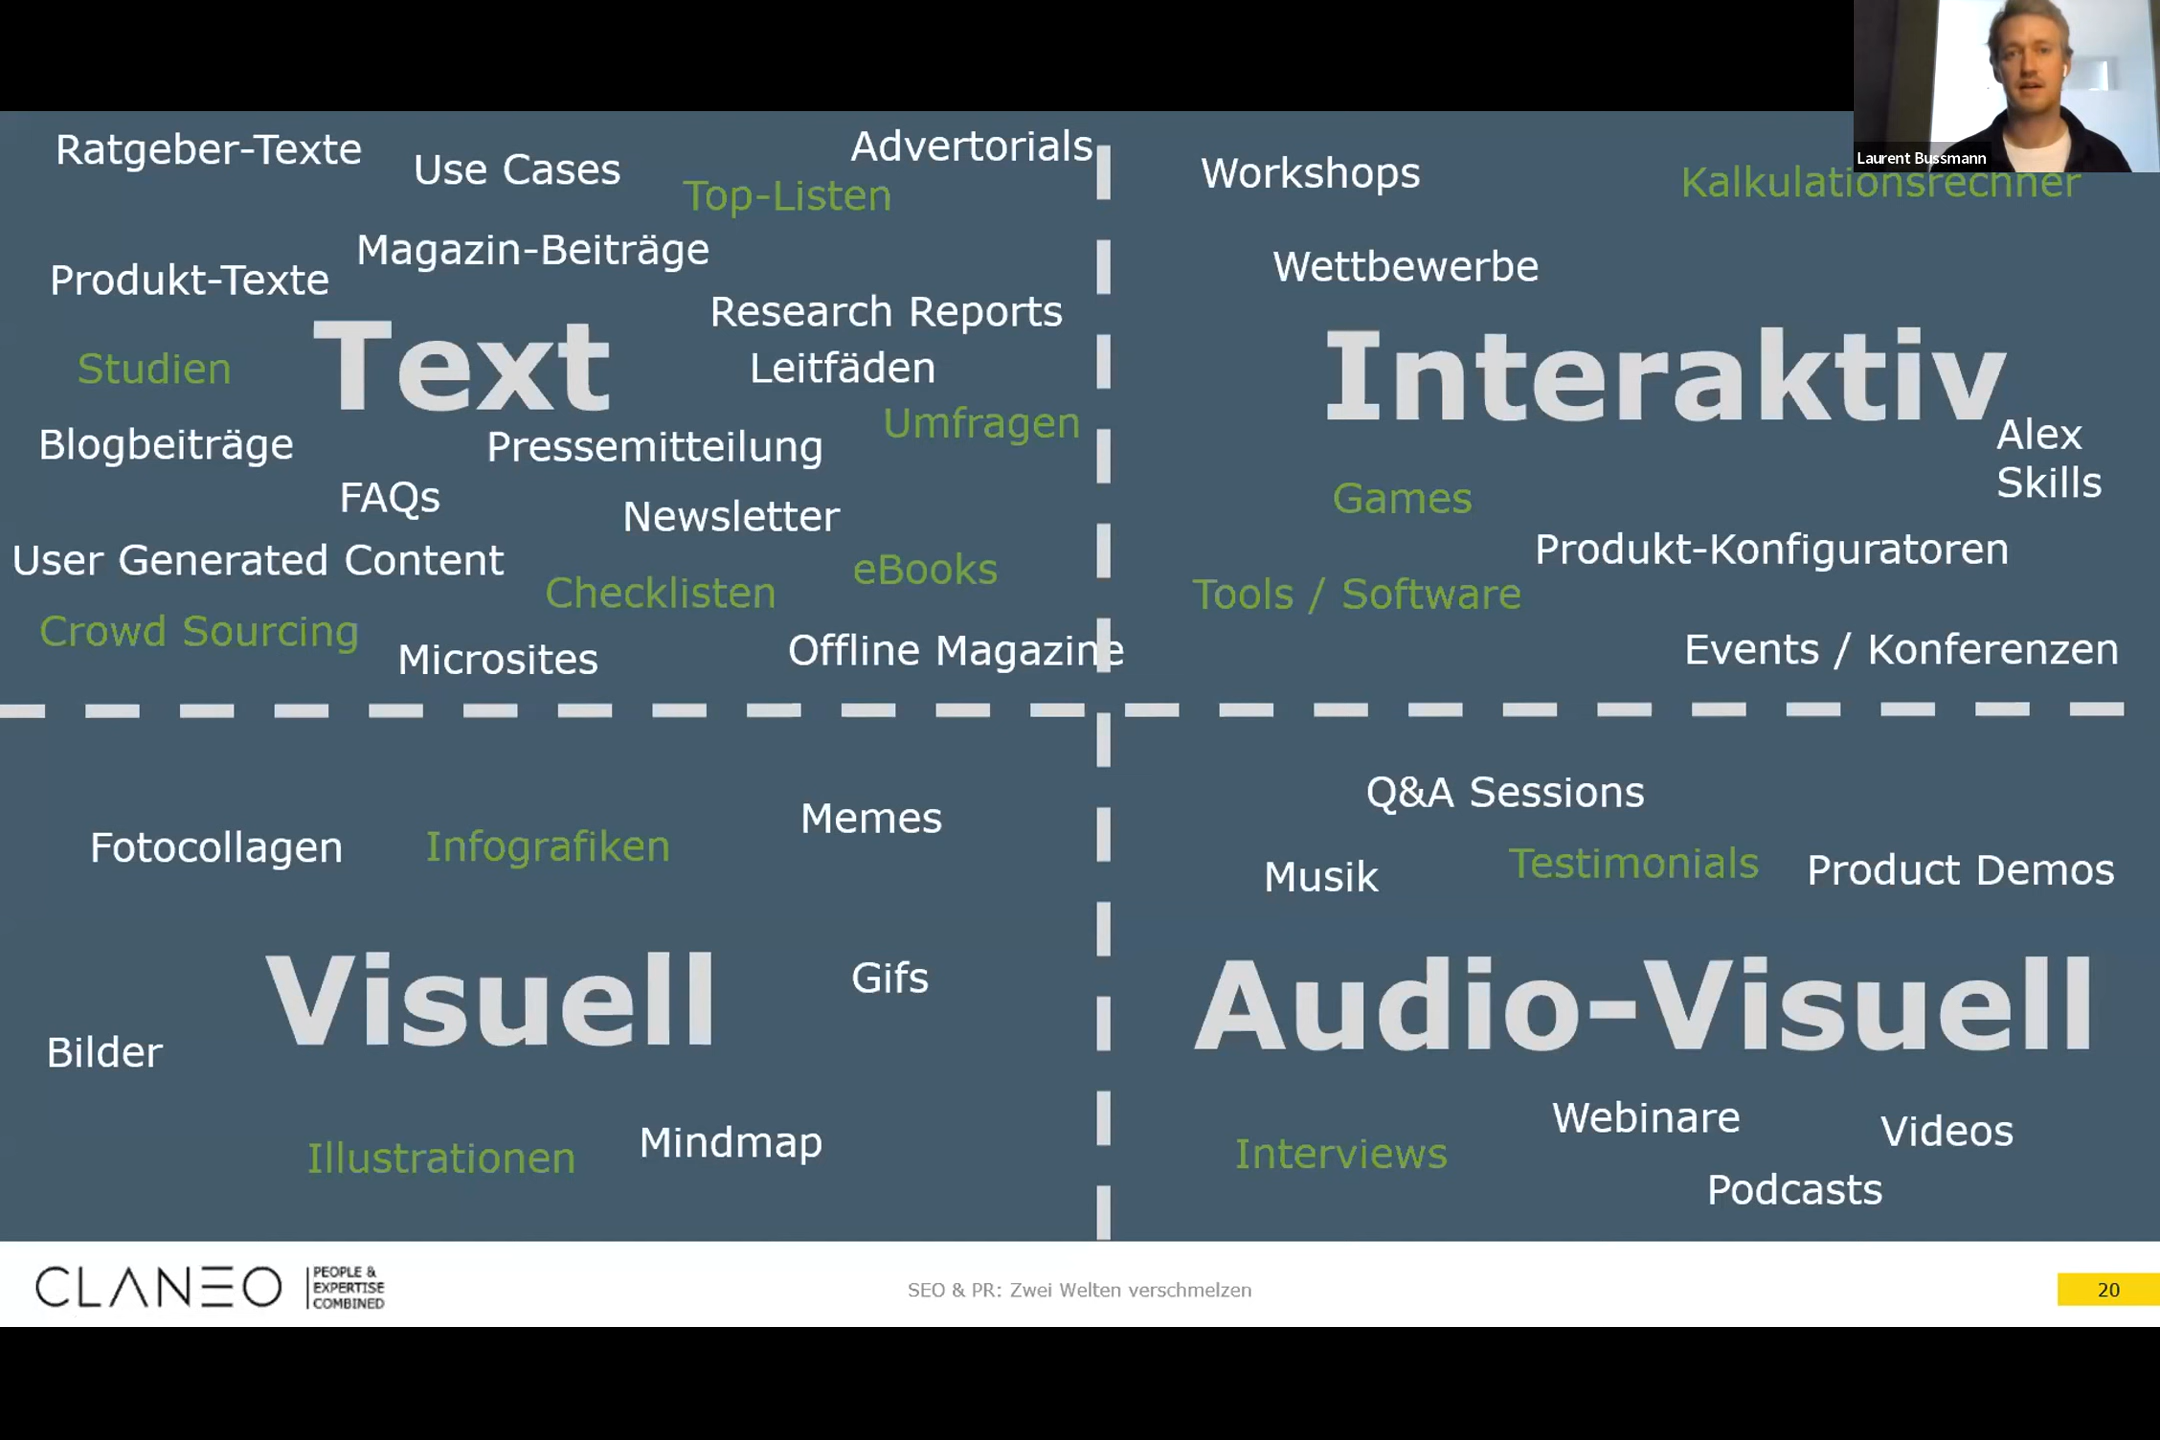 Laurent Bussmann
Ratgeber-Texte
Use Cases
Advertorials
Top-Listen
Magazin-Beiträge
Produkt-Texte
Research Reports
Text
Studien
Leitfäden
Umfragen
Blogbeiträge
Pressemitteilung
FAQs
Newsletter
User Generated Content
Checklisten
eBooks
Crowd Sourcing
Microsites
Offline Magazine
Workshops
Kalkulationsrechner
Wettbewerbe
Interaktiv
Alex
Skills
Games
Produkt-Konfiguratoren
Tools / Software
Events / Konferenzen
Fotocollagen
Infografiken
Memes
Visuell
Gifs
Bilder
Illustrationen
Mindmap
Q&A Sessions
Musik
Testimonials
Product Demos
Audio-Visuell
Webinare
Videos
Interviews
Podcasts
CLANEO
PEOPLE &
EXPERTISE
COMBINED
SEO & PR: Zwei Welten verschmelzen
20